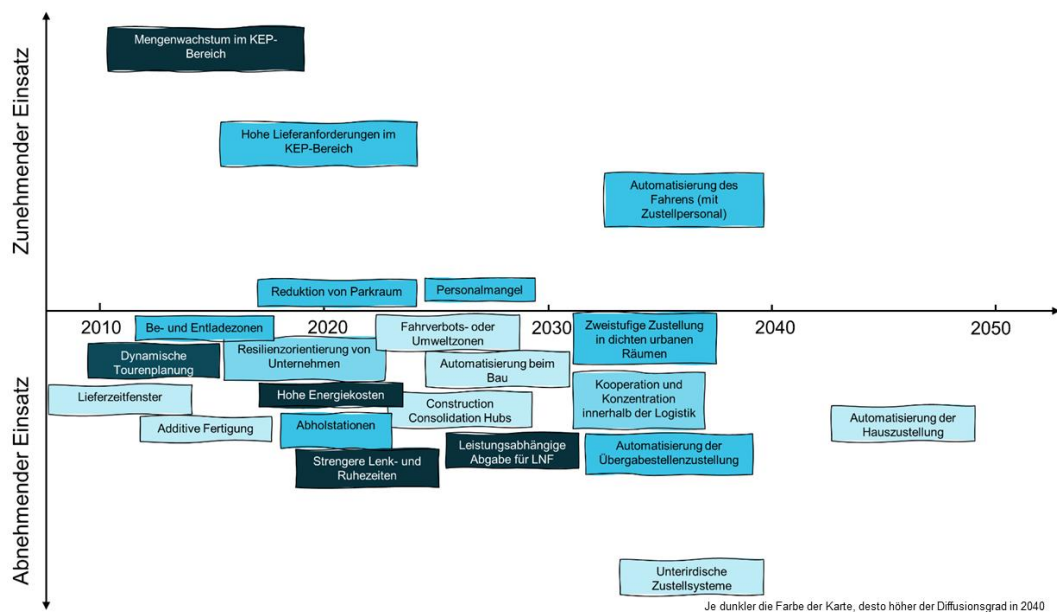 Zunehmender Einsatz
Mengenwachstum im KEP-
Bereich
Hohe Lieferanforderungen im
KEP-Bereich
Automatisierung des
Fahrens (mit
Zustellpersonal)
Reduktion von Parkraum
Personalmangel
2010
2020
2030
2040
2050
Abnehmender Einsatz
Be- und Entladezonen
Dynamische
Tourenplanung
Lieferzeitfenster
Additive Fertigung
Resilienzorientierung von
Unternehmen
Hohe Energiekosten
Abholstationen
Strengere Lenk- und
Ruhezeiten
Fahrverbots- oder
Umweltzonen
Automatisierung beim
Bau
Construction
Consolidation Hubs
Leistungsabhängige
Abgabe für LNF
Zweistufige Zustellung
in dichten urbanen
Räumen
Kooperation und
Konzentration
innerhalb der Logistik
Automatisierung der
Übergabestellenzustellung
Automatisierung der
Hauszustellung
Unterirdische
Zustellsysteme
Je dunkler die Farbe der Karte, desto höher der Diffusionsgrad in 2040